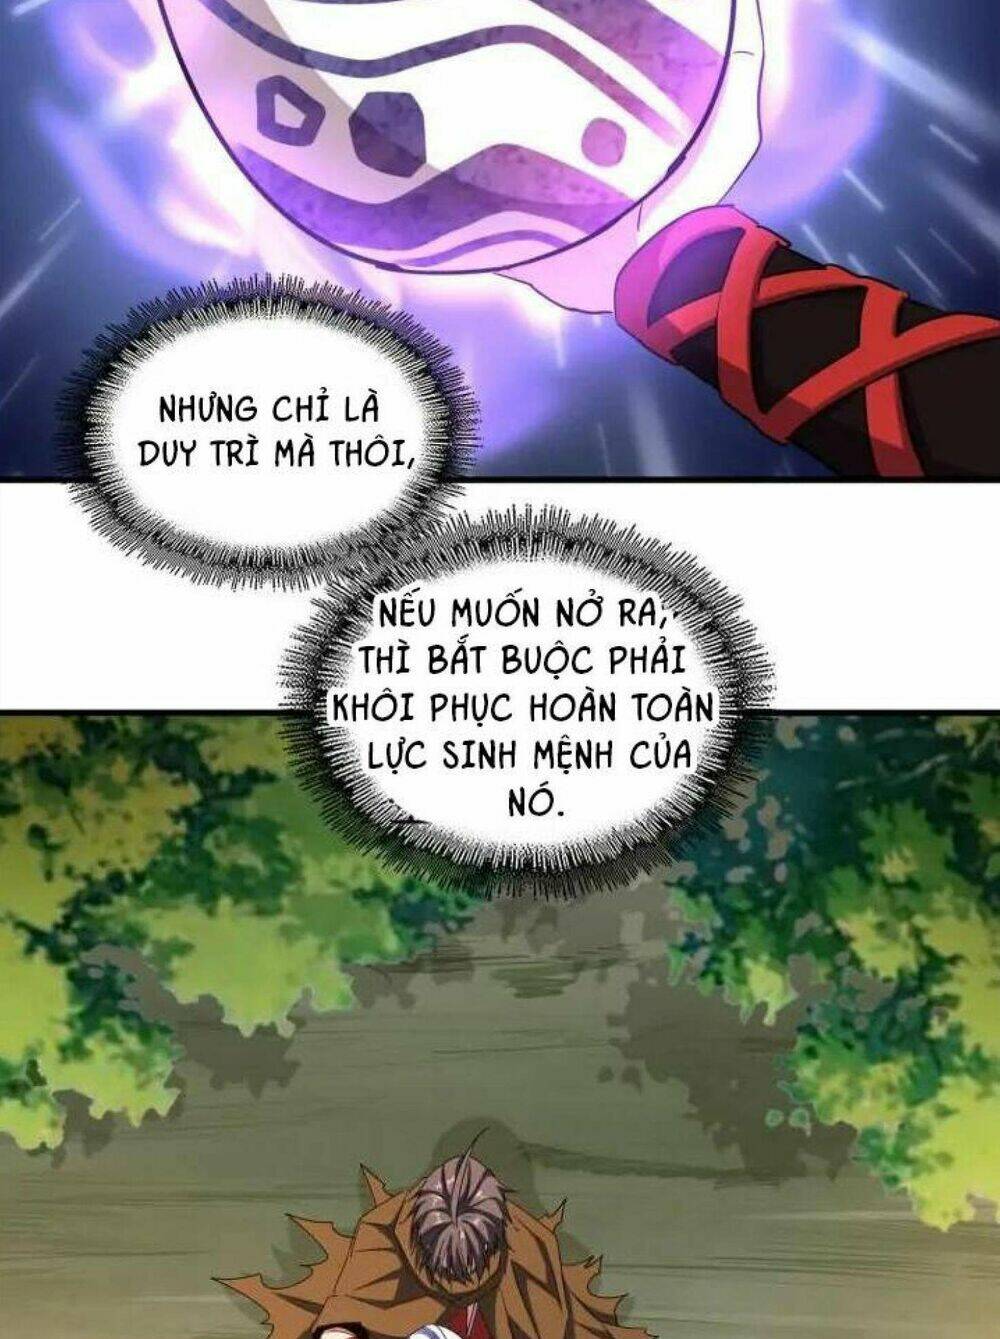 NHƯNG CHỈ LÀ
DUY TRÌ MÀ THÔI,
NẾU MUỐN NỞ RA,
THÌ BẮT BUỘC PHẢI
KHÔI PHỤC HOÀN TOÀN
LỰC SINH MỆNH CỦA
NÓ.